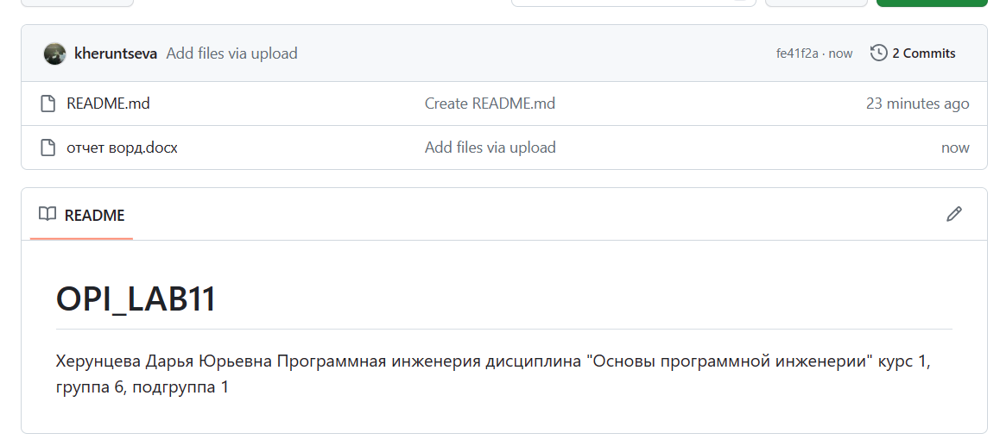 kheruntseva Add files via upload fe41f2a · now 2 Commits
README.md Create README.md 23 minutes ago
отчет ворд.docx Add files via upload now
README
OPI_LAB11
Херунцева Дарья Юрьевна Программная инженерия дисциплина "Основы программной инженерии" курс 1,
группа 6, подгруппа 1